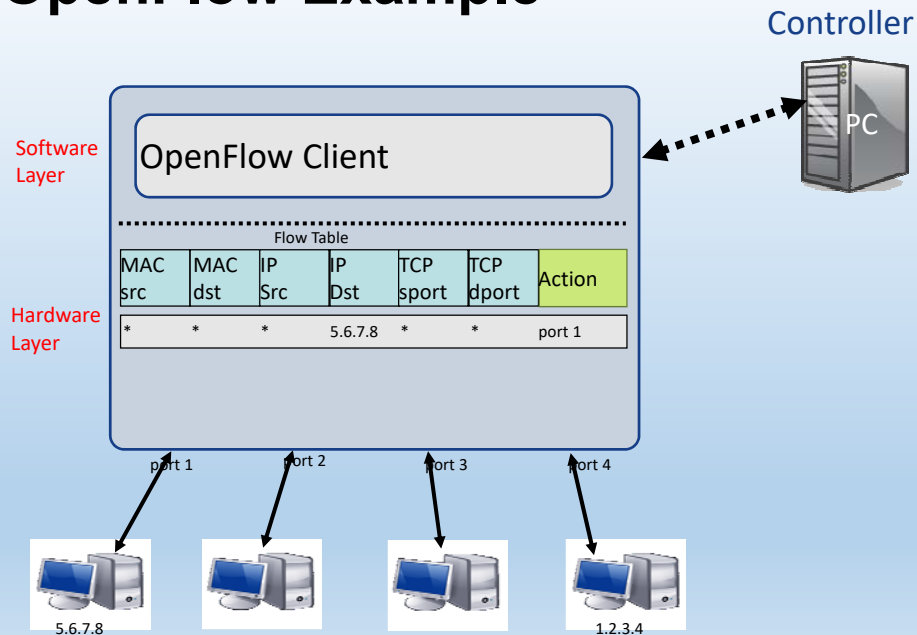 OpenFlow Example
Controller
PC
Software
Layer
OpenFlow Client
Flow Table
MAC
src
MAC
dst
IP
Src
IP
Dst
TCP
sport
TCP
dport
Action
Hardware
Layer
* * * 5.6.7.8 * * port 1
port 1
port 2
port 3
port 4
5.6.7.8
1.2.3.4